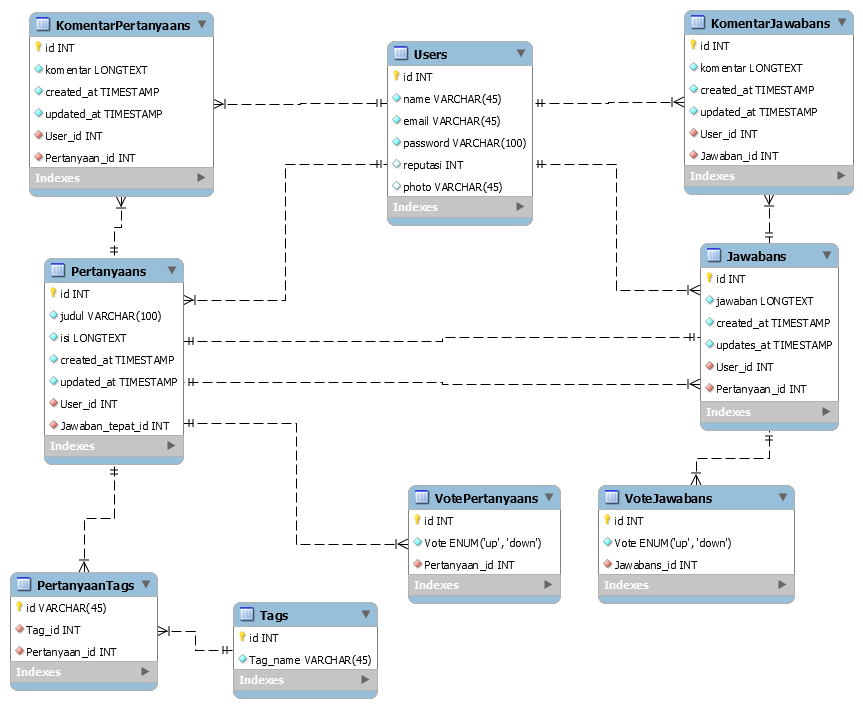 KomentarPertanyaans
id INT
komentar LONGTEXT
created_at TIMESTAMP
updated_at TIMESTAMP
User_id INT
Pertanyaan_id INT
Indexes
Users
id INT
name VARCHAR(45)
email VARCHAR(45)
password VARCHAR(100)
reputasi INT
photo VARCHAR(45)
Indexes
KomentarJawabans
id INT
komentar LONGTEXT
created_at TIMESTAMP
updated_at TIMESTAMP
User_id INT
Jawaban_id INT
Indexes
Pertanyaans
id INT
judul VARCHAR(100)
isi LONGTEXT
created_at TIMESTAMP
updated_at TIMESTAMP
User_id INT
Jawaban_tepat_id INT
Indexes
Jawabans
id INT
jawaban LONGTEXT
created_at TIMESTAMP
updates_at TIMESTAMP
User_id INT
Pertanyaan_id INT
Indexes
VotePertanyaans
id INT
Vote ENUM('up', 'down')
Pertanyaan_id INT
Indexes
VoteJawabans
id INT
Vote ENUM('up', 'down')
Jawabans_id INT
Indexes
PertanyaanTags
id VARCHAR(45)
Tag_id INT
Pertanyaan_id INT
Indexes
Tags
id INT
Tag_name VARCHAR(45)
Indexes